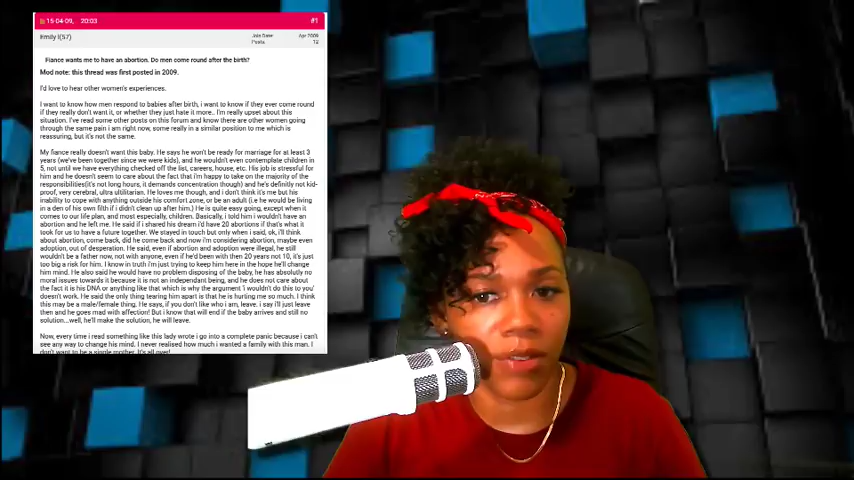 15-04-09, 20:03 #1
Emily I(57)
Join Date: Apr 2009
Posts: 12
Fiance wants me to have an abortion. Do men come round after the birth?
Mod note: this thread was first posted in 2009.
I'd love to hear other women's experiences.
I want to know how men respond to babies after birth, i want to know if they ever come round
if they really don't want it, or whether they just hate it more.. I'm really upset about this
situation. I've read some other posts on this forum and know there are other women going
through the same pain i am right now, some really in a similar position to me which is
reassuring, but it's not the same.
My fiance really doesn't want this baby. He says he won't be ready for marriage for at least 3
years (we've been together since we were kids), and he wouldn't even contemplate children in
5, not until we have everything checked off the list, careers, house, etc. His job is stressful for
him and he doesn't seem to care about the fact that i'm happy to take on the majority of the
responsibilities(it's not long hours, it demands concentration though) and he's definitly not kid-
proof, very cerebral, ultra ultilitarian. He loves me though, and i don't think it's me but his
inability to cope with anything outside his comfort zone, or be an adult (i e he would be living
in a den of his own filth if i didn't clean up after him.) He is quite easy going, except when it
comes to our life plan, and most especially, children. Basically, i told him i wouldn't have an
abortion and he left me. He said if i shared his dream i'd have 20 abortions if that's what it
took for us to have a future together. We stayed in touch but only when i said, ok, i'll think
about abortion, come back, did he come back and now i'm considering abortion, maybe even
adoption, out of desperation. He said, even if abortion and adoption were illegal, he still
wouldn't be a father now, not with anyone, even if he'd been with then 20 years not 10, it's just
too big a risk for him. I know in truth i'm just trying to keep him here in the hope he'll change
him mind. He also said he would have no problem disposing of the baby, he has absolutly no
moral issues towards it because it is not an independant being, and he does not care about
the fact it is his DNA or anything like that which is why the argument 'I wouldn't do this to you'
doesn't work. He said the only thing tearing him apart is that he is hurting me so much. I think
this may be a male/female thing. He says, if you don't like who i am, leave. i say i'll just leave
then and he goes mad with affection! But i know that will end if the baby arrives and still no
solution...well, he'll make the solution, he will leave.
Now, every time i read something like this lady wrote i go into a complete panic because i can't
see any way to change his mind. I never realised how much i wanted a family with this man. I
don't want to be a single mother. It's all over!